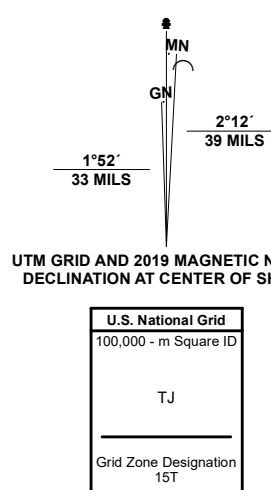 MN
GN
2°12´
39 MILS
1°52´
33 MILS
UTM GRID AND 2019 MAGNETIC
DECLINATION AT CENTER OF
U.S. National Grid
100,000 - m Square ID
TJ
Grid Zone Designation
15T